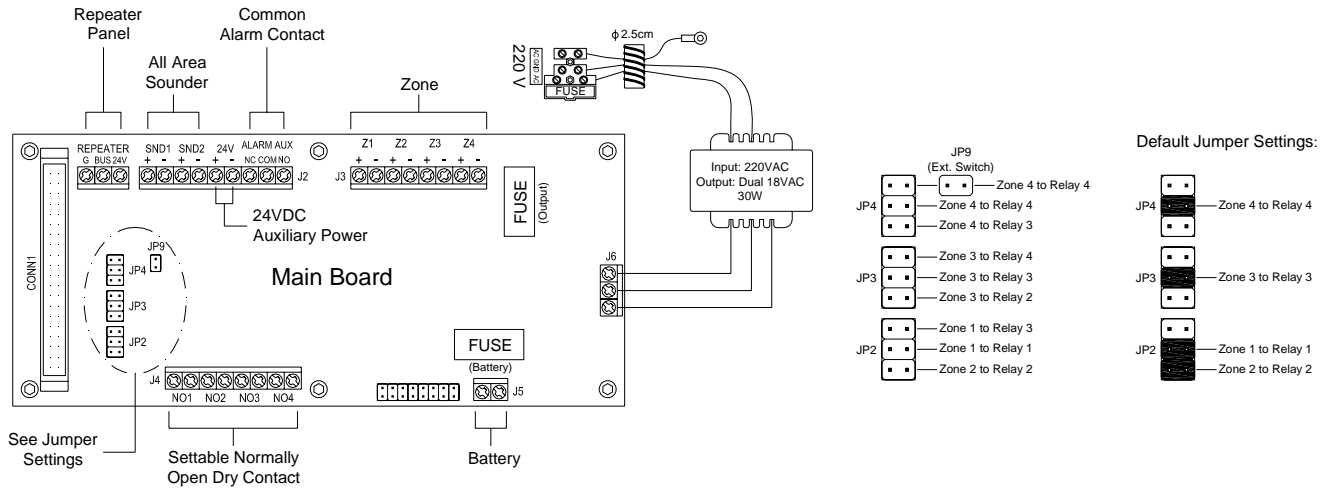 Repeater
Panel
All Area
Sounder
Common
Alarm Contact
Zone
ϕ2.5cm
220 V
AC GND AC
FUSE
REPEATER
G BUS 24V
SND1 SND2 24V ALARM AUX
+ - + - + - NC COM NO
J2
Z1 Z2 Z3 Z4
+ - + - + - + -
J3
FUSE
(Output)
24VDC
Auxiliary Power
Input: 220VAC
Output: Dual 18VAC
30W
CONN1
JP9
JP4
JP3
JP2
Main Board
J6
FUSE
(Battery)
J5
J4
NO1 NO2 NO3 NO4
See Jumper
Settings
Settable Normally
Open Dry Contact
Battery
JP9
(Ext. Switch)
Zone 4 to Relay 4
JP4
Zone 4 to Relay 4
Zone 4 to Relay 3
Zone 3 to Relay 4
JP3
Zone 3 to Relay 3
Zone 3 to Relay 2
Zone 1 to Relay 3
JP2
Zone 1 to Relay 1
Zone 2 to Relay 2
Default Jumper Settings:
JP4
Zone 4 to Relay 4
JP3
Zone 3 to Relay 3
JP2
Zone 1 to Relay 1
Zone 2 to Relay 2